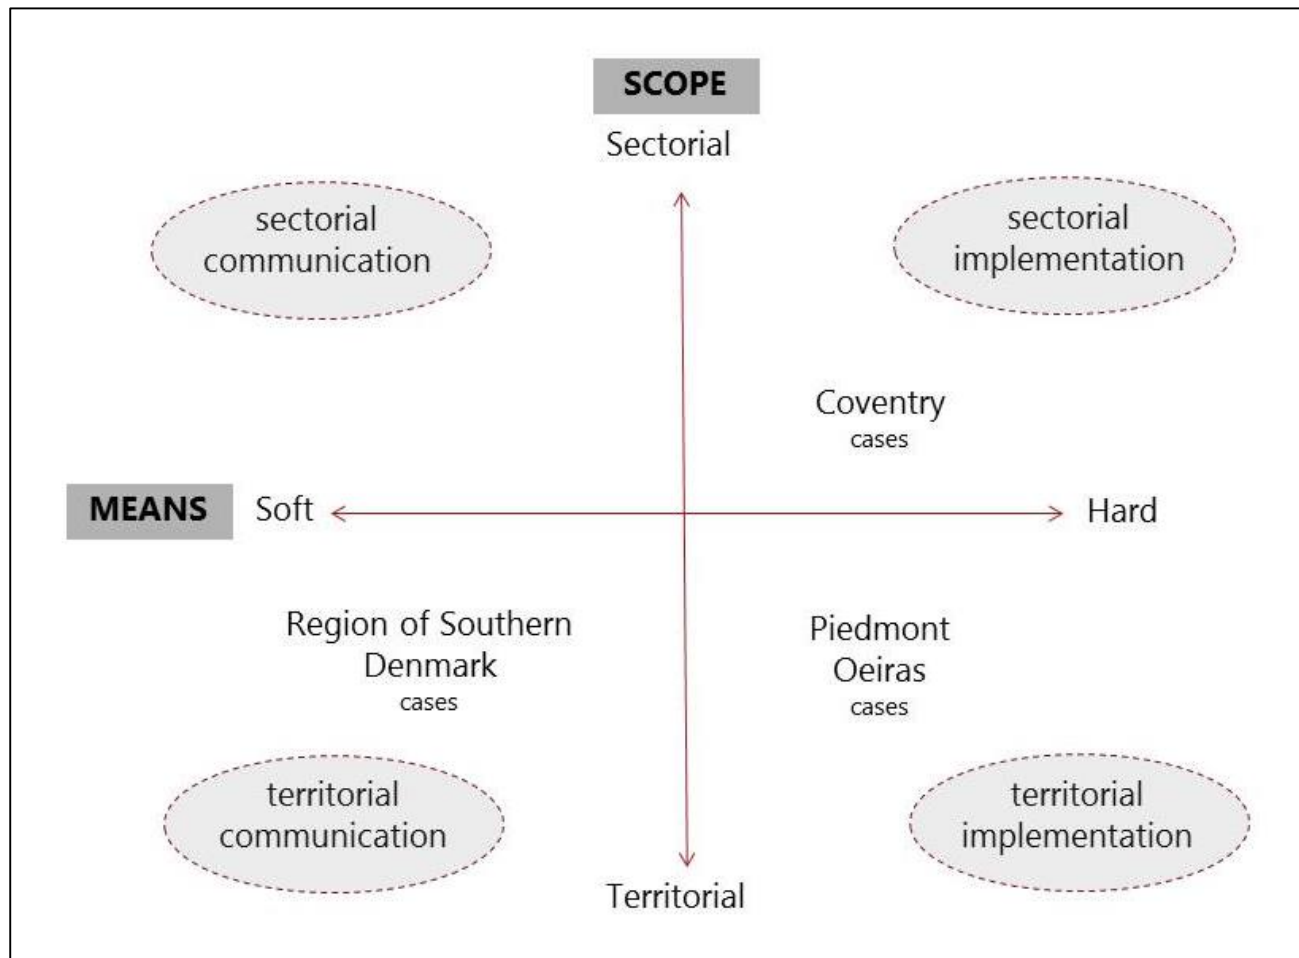 SCOPE
Sectorial
sectorial
communication
sectorial
implementation
Coventry
cases
MEANS
Soft
Hard
Region of Southern
Denmark
cases
Piedmont
Oeiras
cases
territorial
communication
territorial
implementation
Territorial